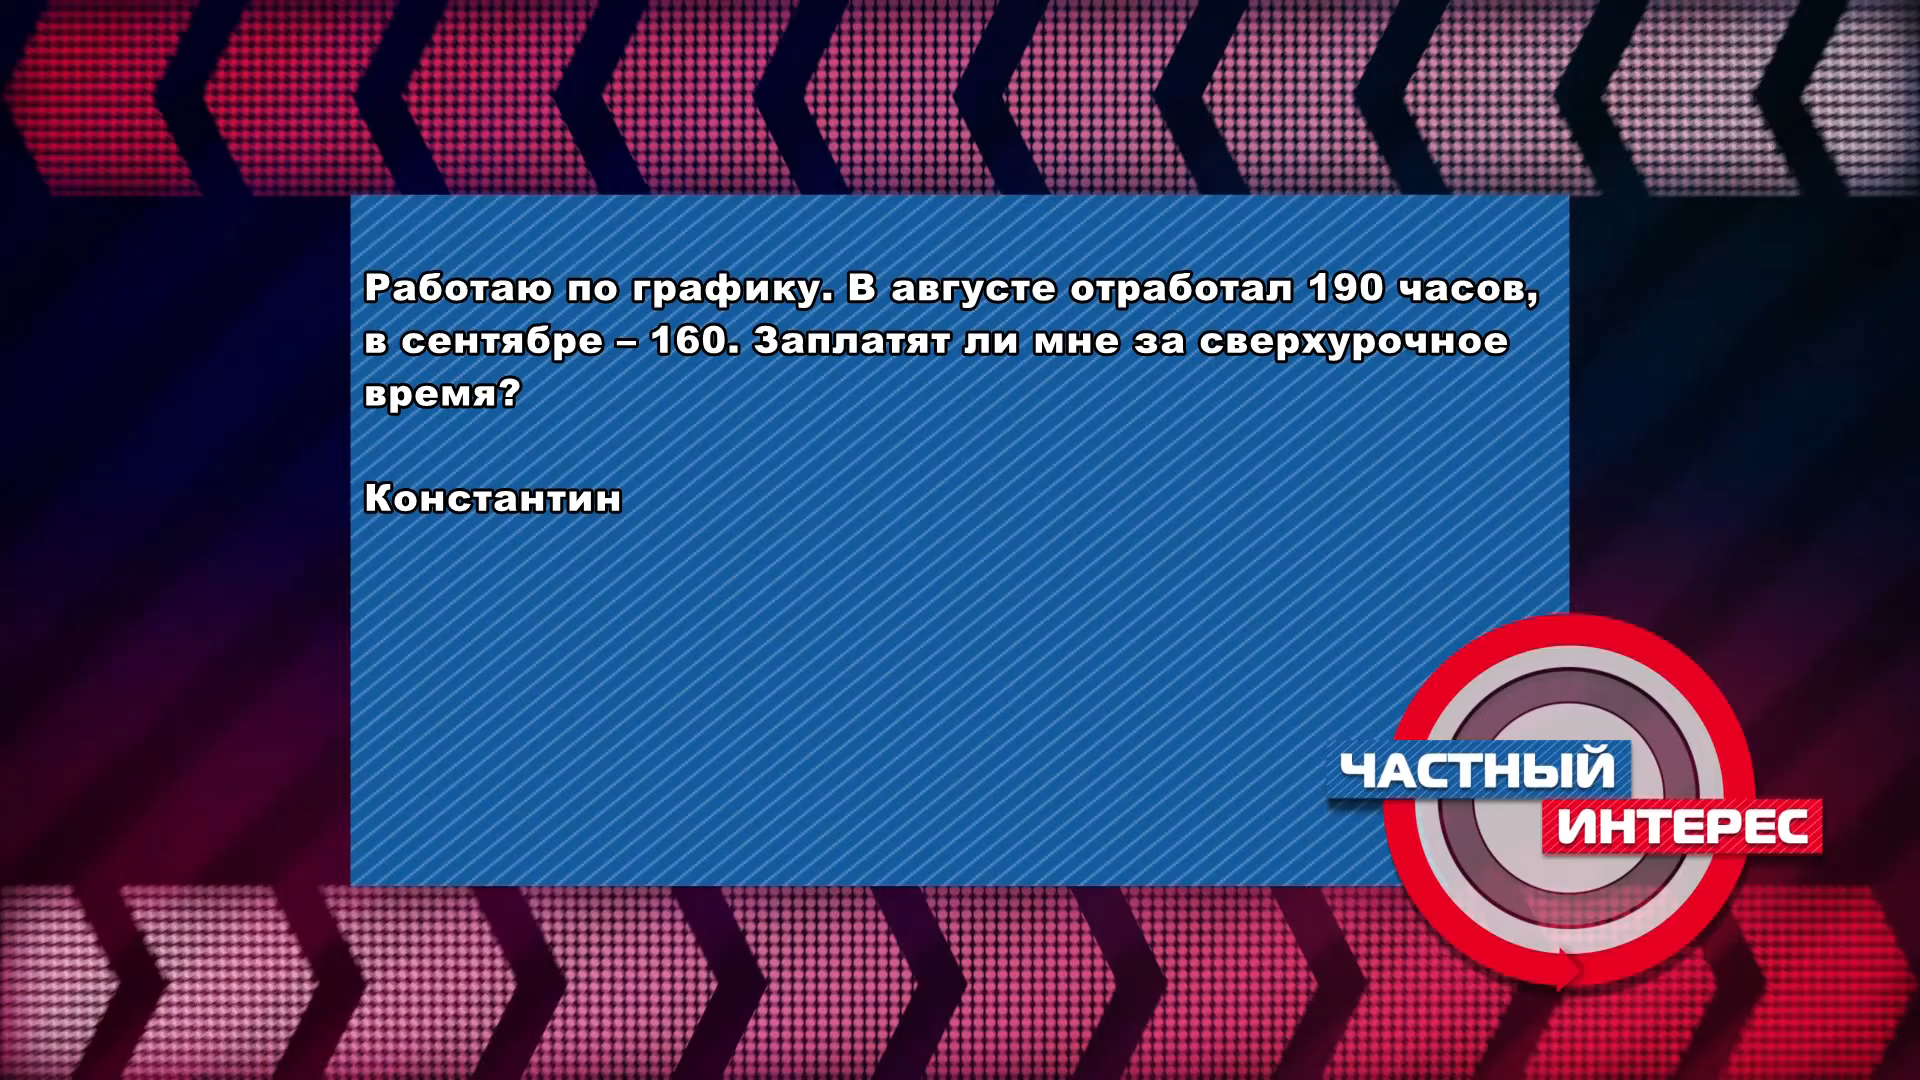 Работаю по графику. В августе отработал 190 часов,
в сентябре – 160. Заплатят ли мне за сверхурочное
время?
Константин
ЧАСТНЫЙ
ИНТЕРЕС